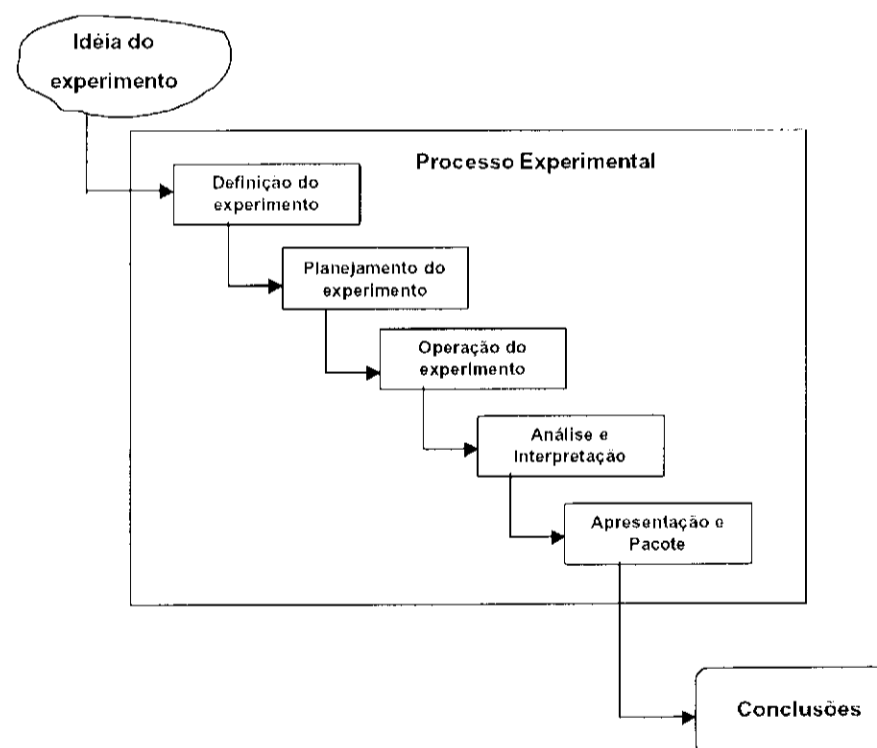 Idéia do
experimento
Processo Experimental
Definição do
experimento
Planejamento do
experimento
Operação do
experimento
Análise e
Interpretação
Apresentação e
Pacote
Conclusões